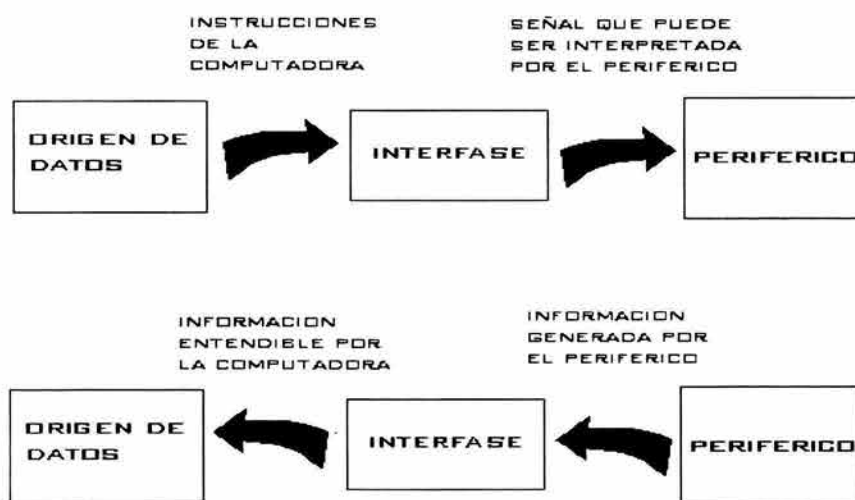 INSTRUCCIONES
DE LA
COMPUTADORA
SEÑAL QUE PUEDE
SER INTERPRETADA
POR EL PERIFERICO
ORIGEN DE
DATOS
INTERFASE
PERIFERICO
INFORMACION
ENTENDIBLE POR
LA COMPUTADORA
INFORMACION
GENERADA POR
EL PERIFERICO
ORIGEN DE
DATOS
INTERFASE
PERIFERICO